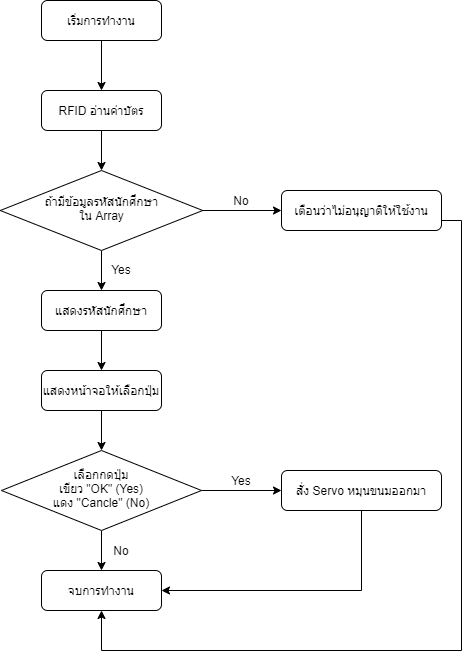 เริ่มการทำงาน
RFID อ่านค่าบัตร
ถ้ามีข้อมูลรหัสนักศึกษา
ใน Array
No
เตือนว่าไม่อนุญาติให้ใช้งาน
Yes
แสดงรหัสนักศึกษา
แสดงหน้าจอให้เลือกปุ่ม
เลือกกดปุ่ม
เขียว "OK" (Yes)
แดง "Cancle" (No)
Yes
สั่ง Servo หมุนขนมออกมา
No
จบการทำงาน